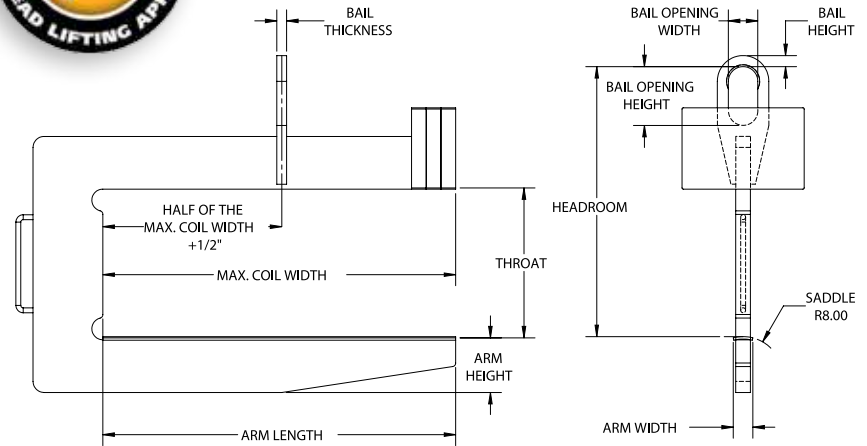 LIFTING
BAIL
THICKNESS
BAIL OPENING
WIDTH
BAIL
HEIGHT
BAIL OPENING
HEIGHT
HALF OF THE
MAX. COIL WIDTH
+1/2"
HEADROOM
THROAT
MAX. COIL WIDTH
SADDLE
R8.00
ARM
HEIGHT
ARM LENGTH
ARM WIDTH